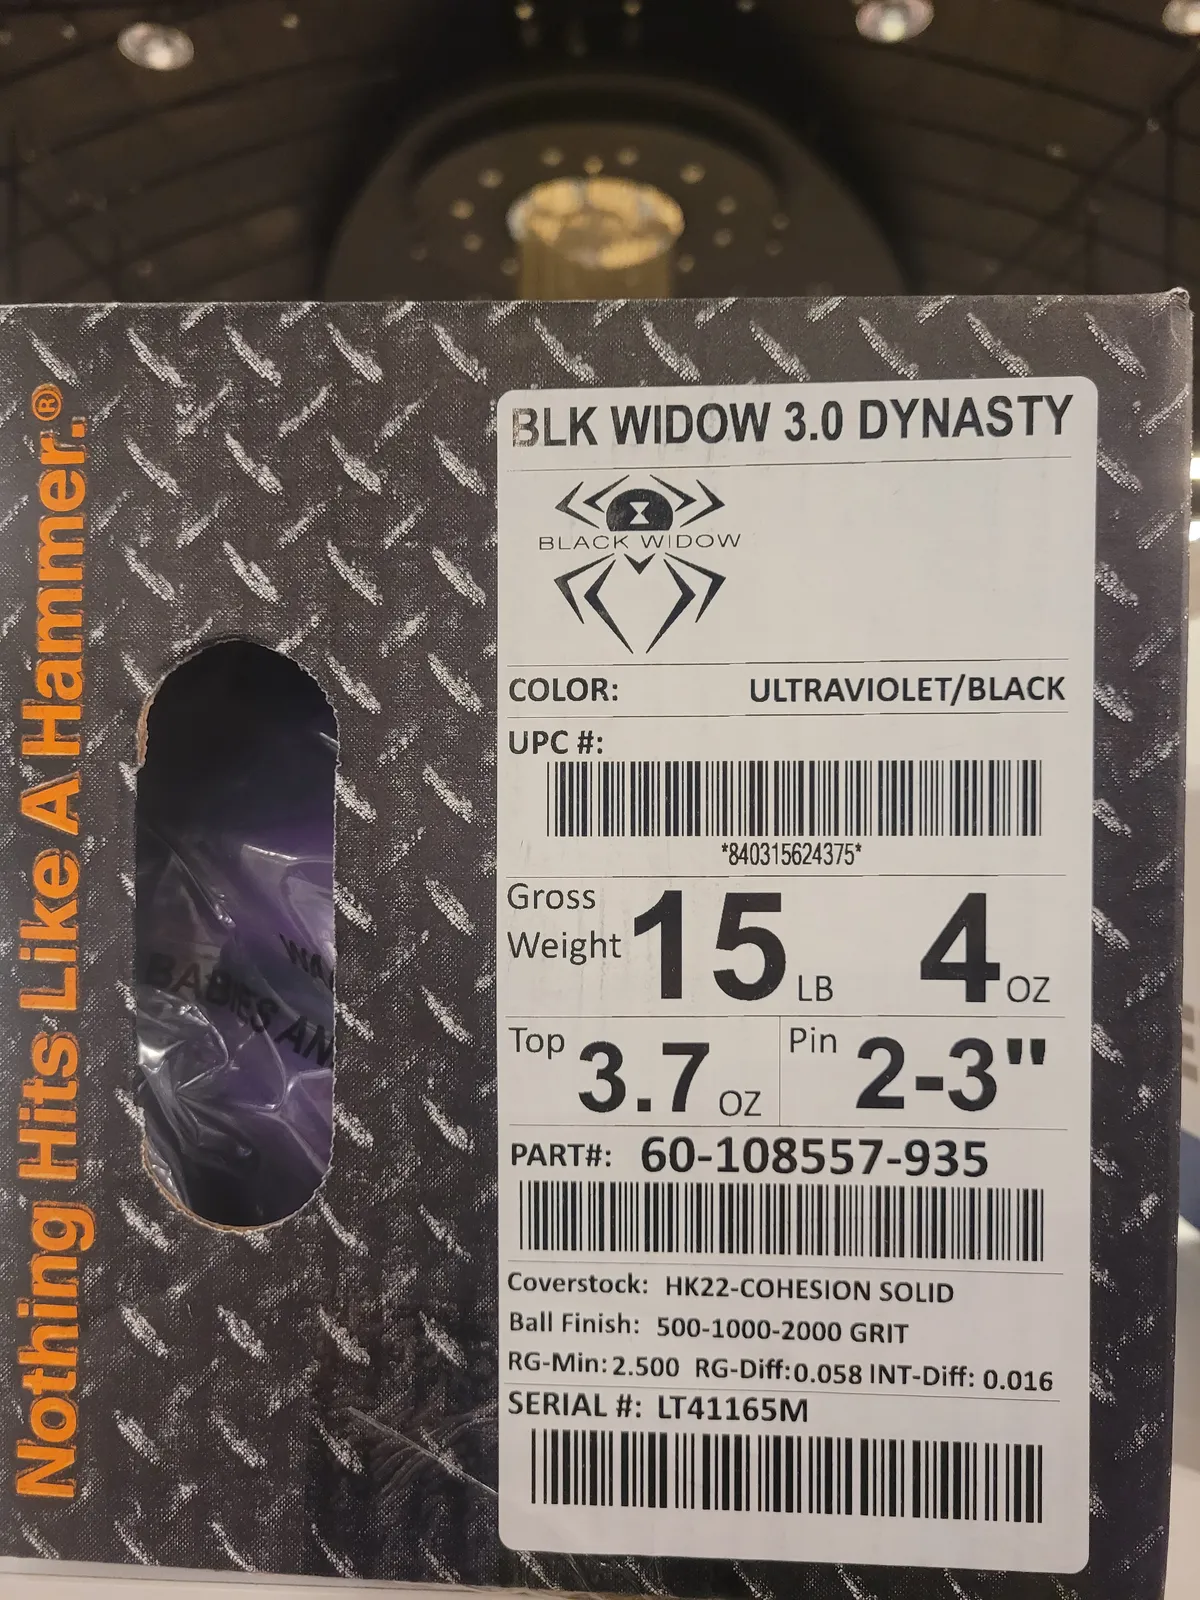 Nothing Hits Like A Hammer.®
BABIES AN
BLK WIDOW 3.0 DYNASTY
BLACK WIDOW
COLOR: ULTRAVIOLET/BLACK
UPC #:
*840315624375*
Gross Weight 15 LB 4 OZ
Top 3.7 OZ Pin 2-3"
PART#: 60-108557-935
Coverstock: HK22-COHESION SOLID
Ball Finish: 500-1000-2000 GRIT
RG-Min: 2.500 RG-Diff:0.058 INT-Diff: 0.016
SERIAL #: LT41165M